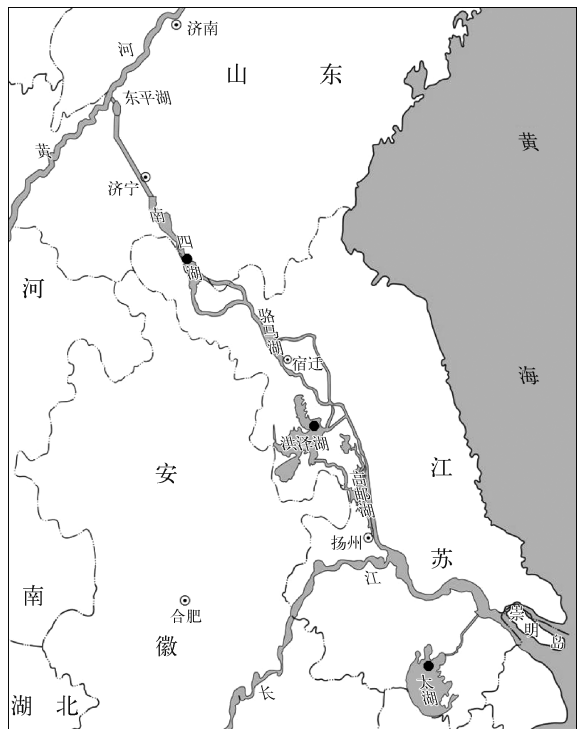 济南
河
山 东
东平湖
黄
黄
济宁
南四湖
河
骆马湖
宿迁
海
洪泽湖
安
江
高邮湖
扬州
苏
江
南
合肥
崇明岛
徽
太湖
长
湖 北